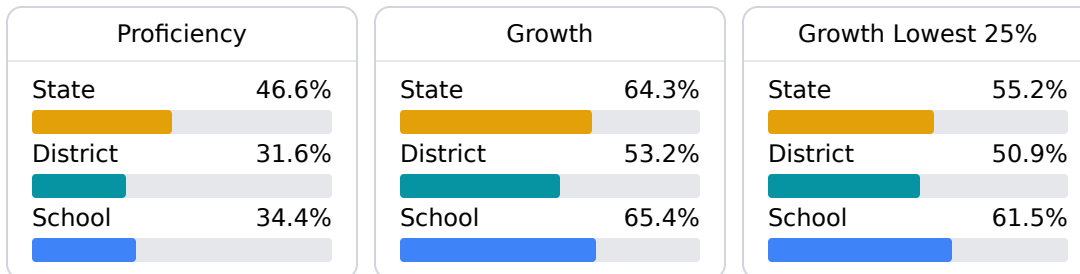 Proficiency
State 46.6%
District 31.6%
School 34.4%
Growth
State 64.3%
District 53.2%
School 65.4%
Growth Lowest 25%
State 55.2%
District 50.9%
School 61.5%